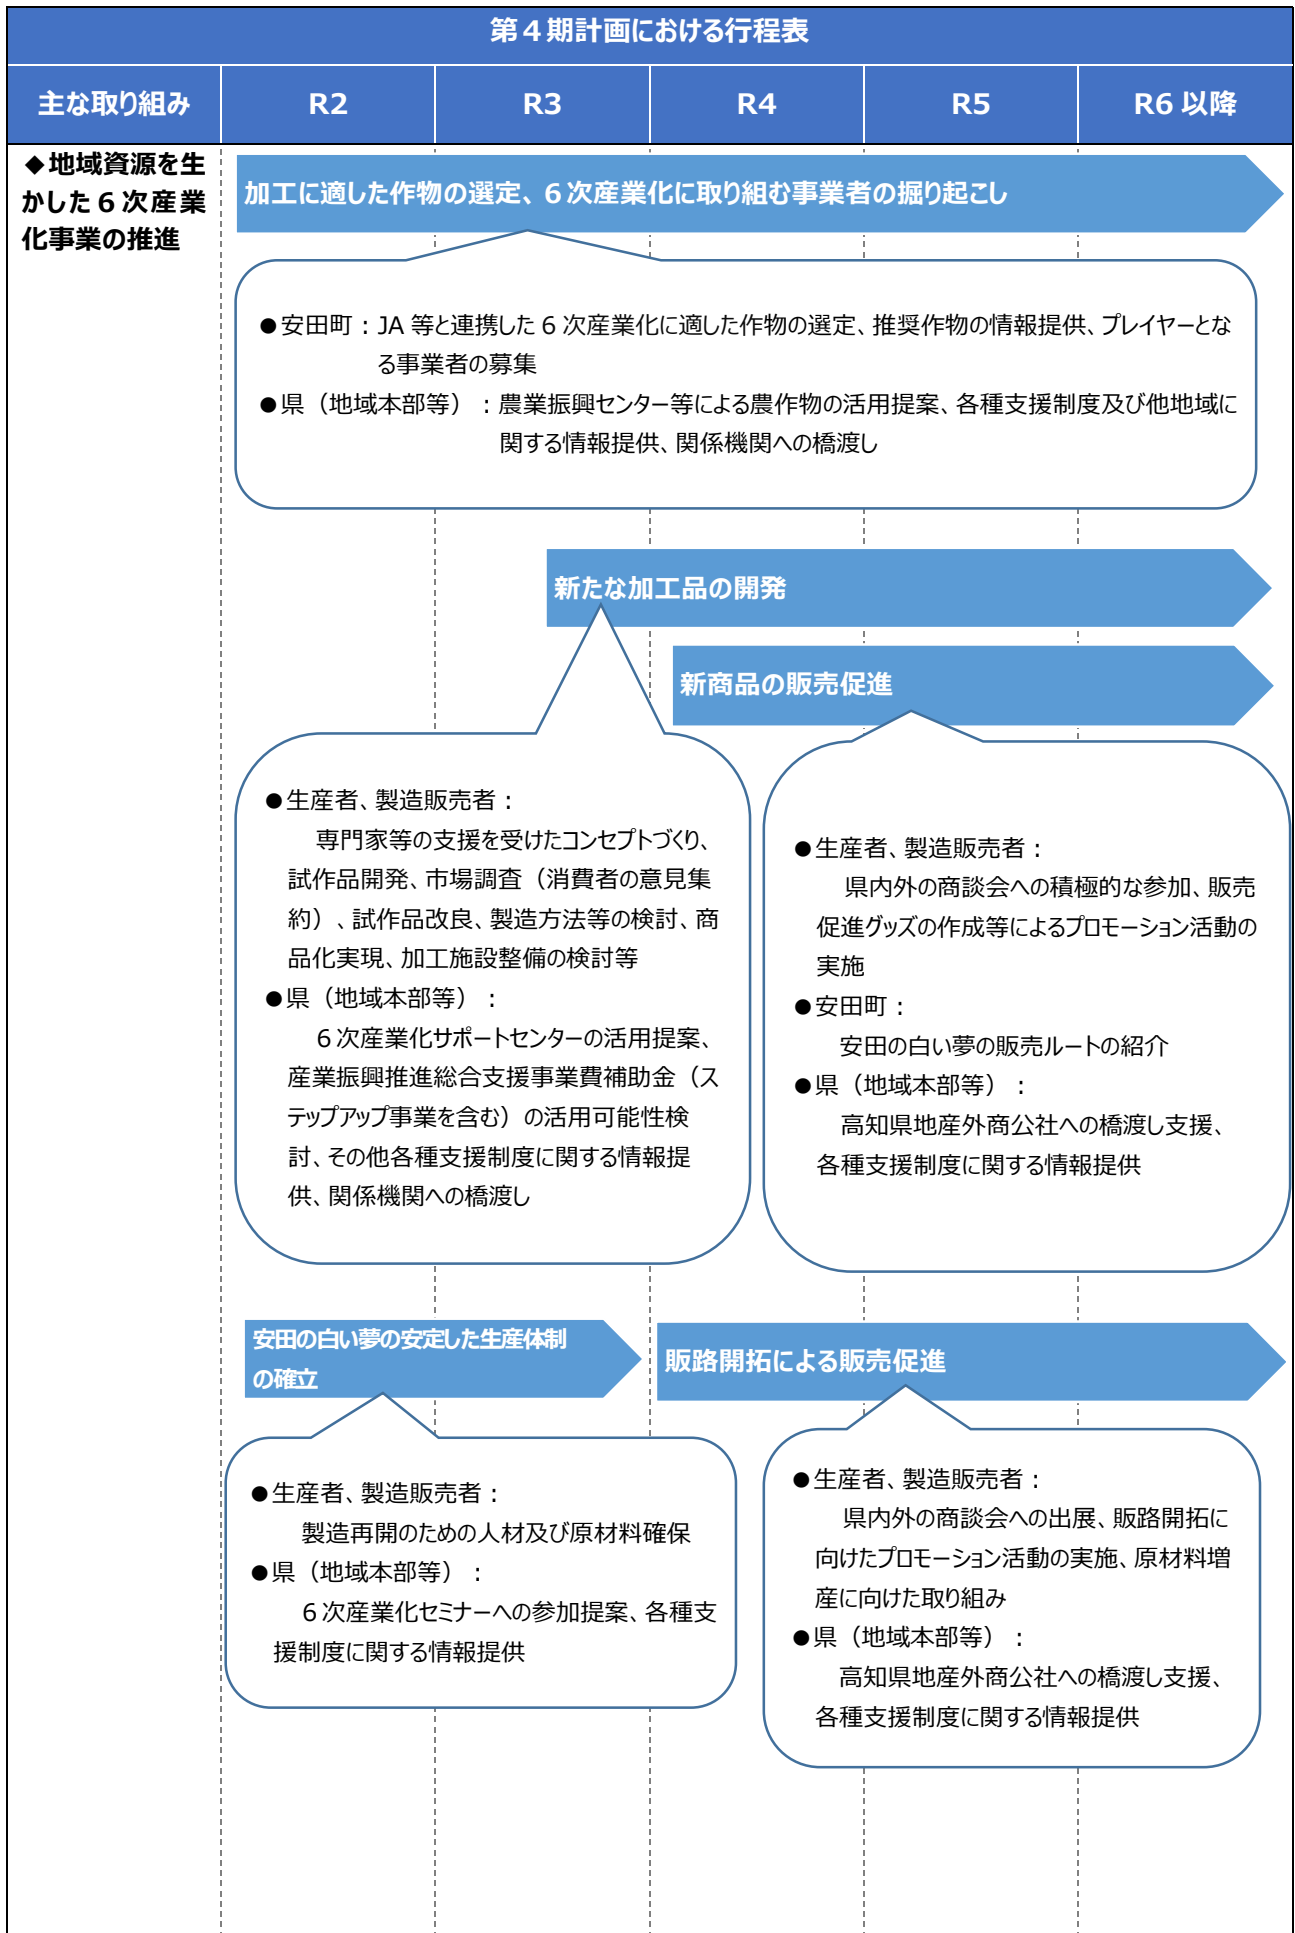 第４期計画における行程表
主な取り組み
R2
R3
R4
R5
R6 以降
◆地域資源を生
かした６次産業
化事業の推進
加工に適した作物の選定、６次産業化に取り組む事業者の掘り起こし
●安田町：JA 等と連携した６次産業化に適した作物の選定、推奨作物の情報提供、プレイヤーとな
る事業者の募集
●県（地域本部等）：農業振興センター等による農作物の活用提案、各種支援制度及び他地域に
関する情報提供、関係機関への橋渡し
新たな加工品の開発
新商品の販売促進
●生産者、製造販売者：
専門家等の支援を受けたコンセプトづくり、
試作品開発、市場調査（消費者の意見集
約）、試作品改良、製造方法等の検討、商
品化実現、加工施設整備の検討等
●県（地域本部等）：
６次産業化サポートセンターの活用提案、
産業振興推進総合支援事業費補助金（ス
テップアップ事業を含む）の活用可能性検
討、その他各種支援制度に関する情報提
供、関係機関への橋渡し
●生産者、製造販売者：
県内外の商談会への積極的な参加、販売
促進グッズの作成等によるプロモーション活動の
実施
●安田町：
安田の白い夢の販売ルートの紹介
●県（地域本部等）：
高知県地産外商公社への橋渡し支援、
各種支援制度に関する情報提供
安田の白い夢の安定した生産体制
の確立
販路開拓による販売促進
●生産者、製造販売者：
製造再開のための人材及び原材料確保
●県（地域本部等）：
６次産業化セミナーへの参加提案、各種支
援制度に関する情報提供
●生産者、製造販売者：
県内外の商談会への出展、販路開拓に
向けたプロモーション活動の実施、原材料増
産に向けた取り組み
●県（地域本部等）：
高知県地産外商公社への橋渡し支援、
各種支援制度に関する情報提供